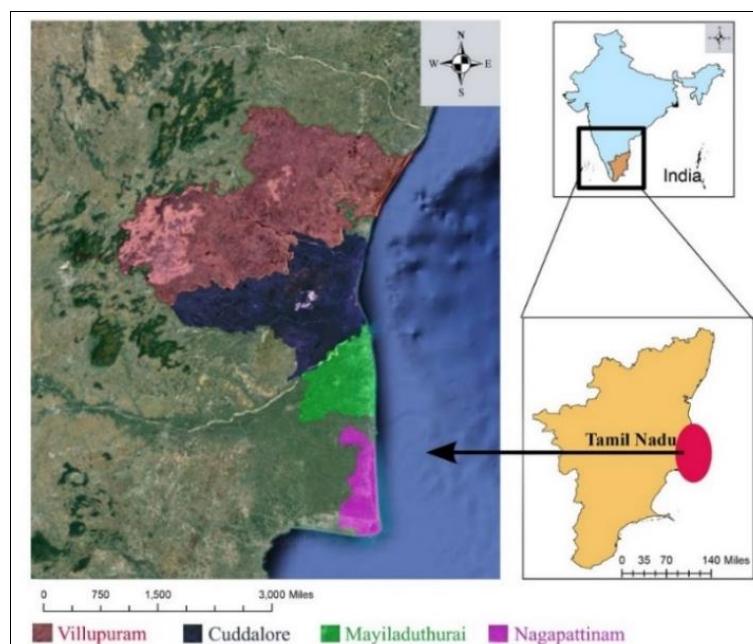 N
W E
S
India
Tamil Nadu
0 35 70 140 Miles
0 750 1,500 3,000 Miles
Villupuram Cuddalore Mayiladuthurai Nagapattinam